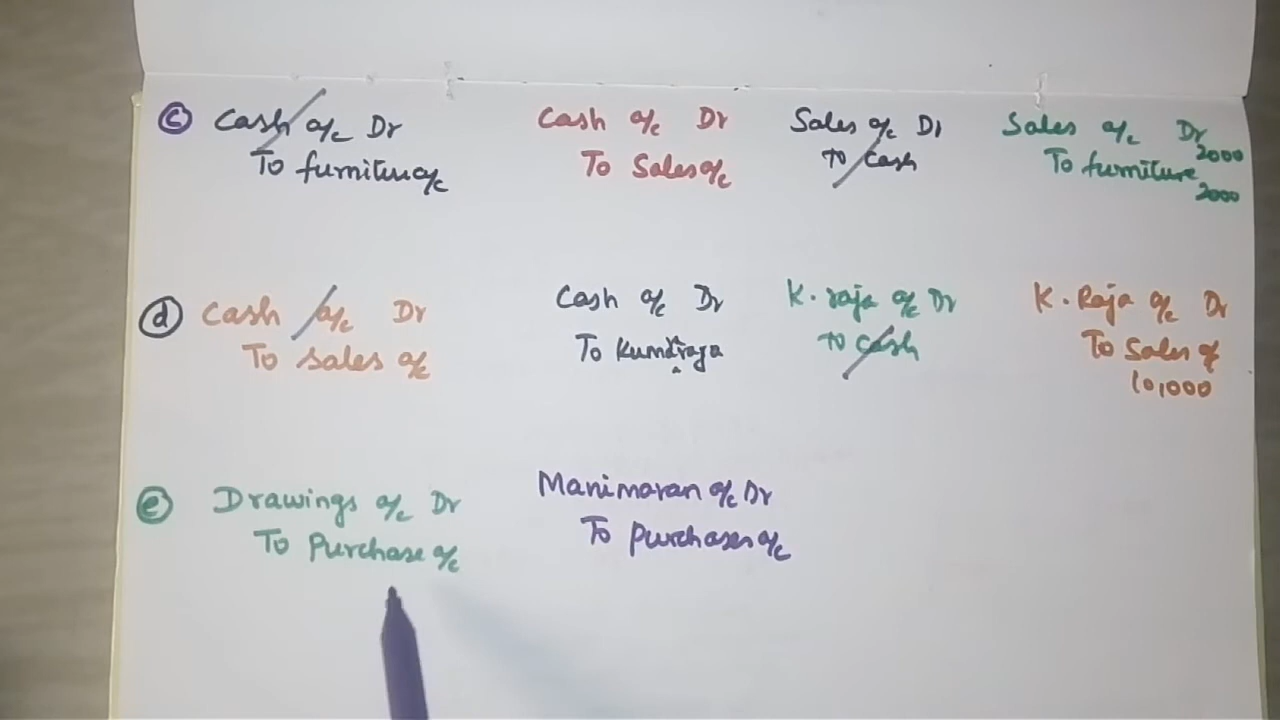 c Cash a/c Dr
To furniture a/c
Cash a/c Dr
To Sales a/c
Sales a/c Dr
to cash
Sales a/c Dr 2000
To furniture 2000
d Cash a/c Dr
To Sales a/c
Cash a/c Dr
To
K. raja a/c Dr
to cash
K. Raja a/c Dr
To Sales a/c
10,000
e Drawings a/c Dr
To Purchase a/c
Manimaran a/c Dr
To purchases a/c